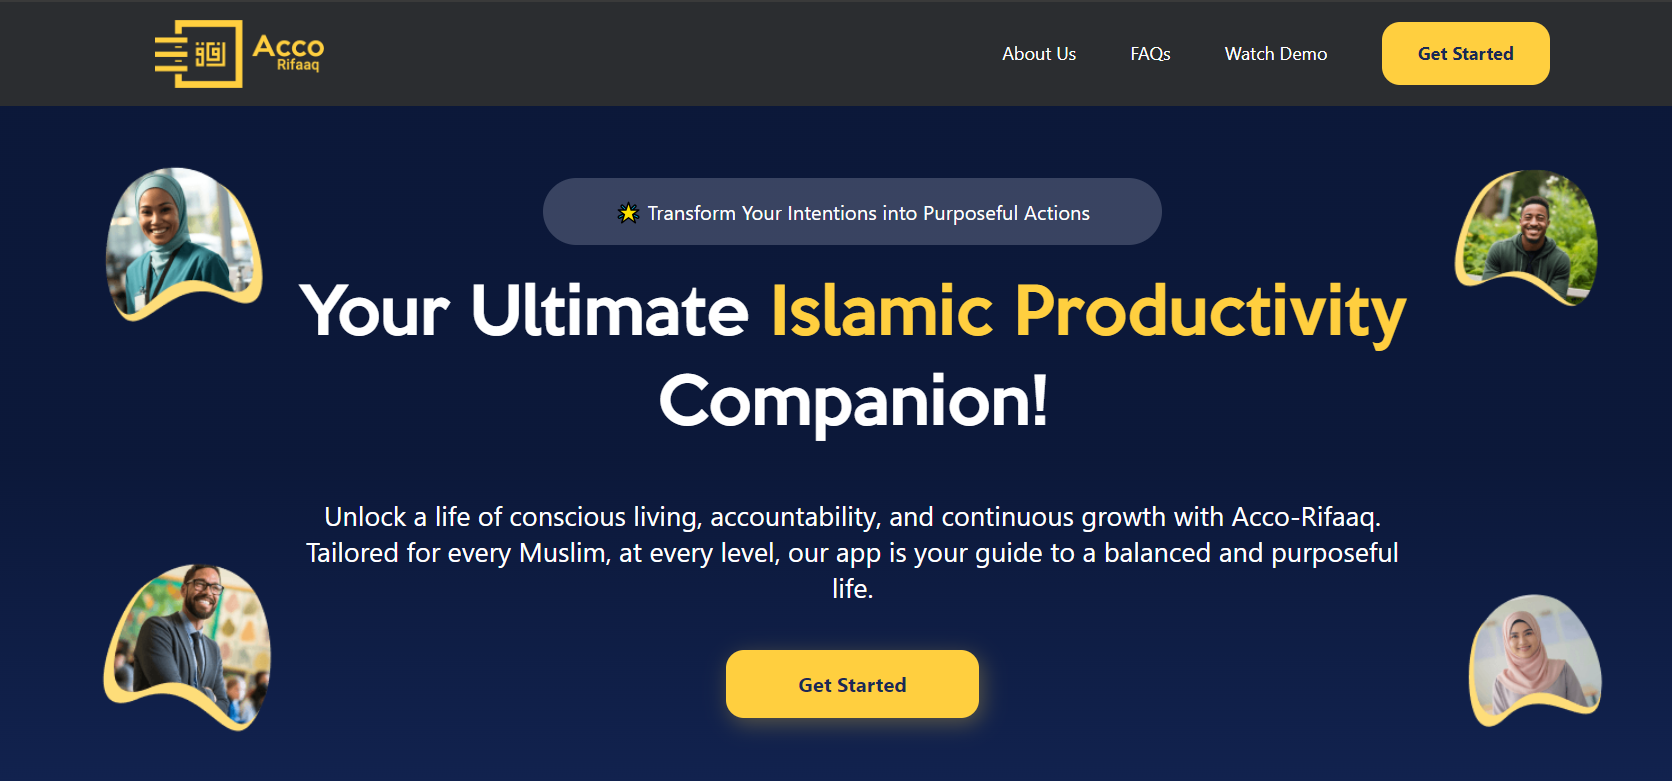 Acco
Rifaaq
About Us
FAQs
Watch Demo
Get Started
Transform Your Intentions into Purposeful Actions
Your Ultimate Islamic Productivity
Companion!
Unlock a life of conscious living, accountability, and continuous growth with Acco-Rifaaq.
Tailored for every Muslim, at every level, our app is your guide to a balanced and purposeful
life.
Get Started